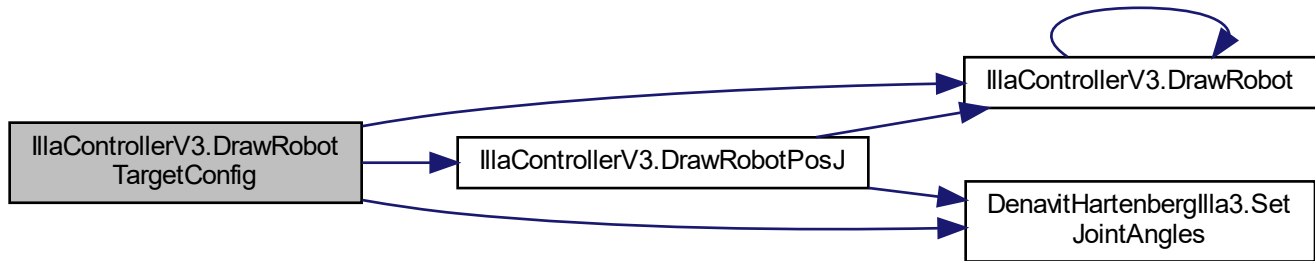 IllaControllerV3.DrawRobot
TargetConfig
IllaControllerV3.DrawRobotPosJ
IllaControllerV3.DrawRobot
DenavitHartenbergIlla3.Set
JointAngles